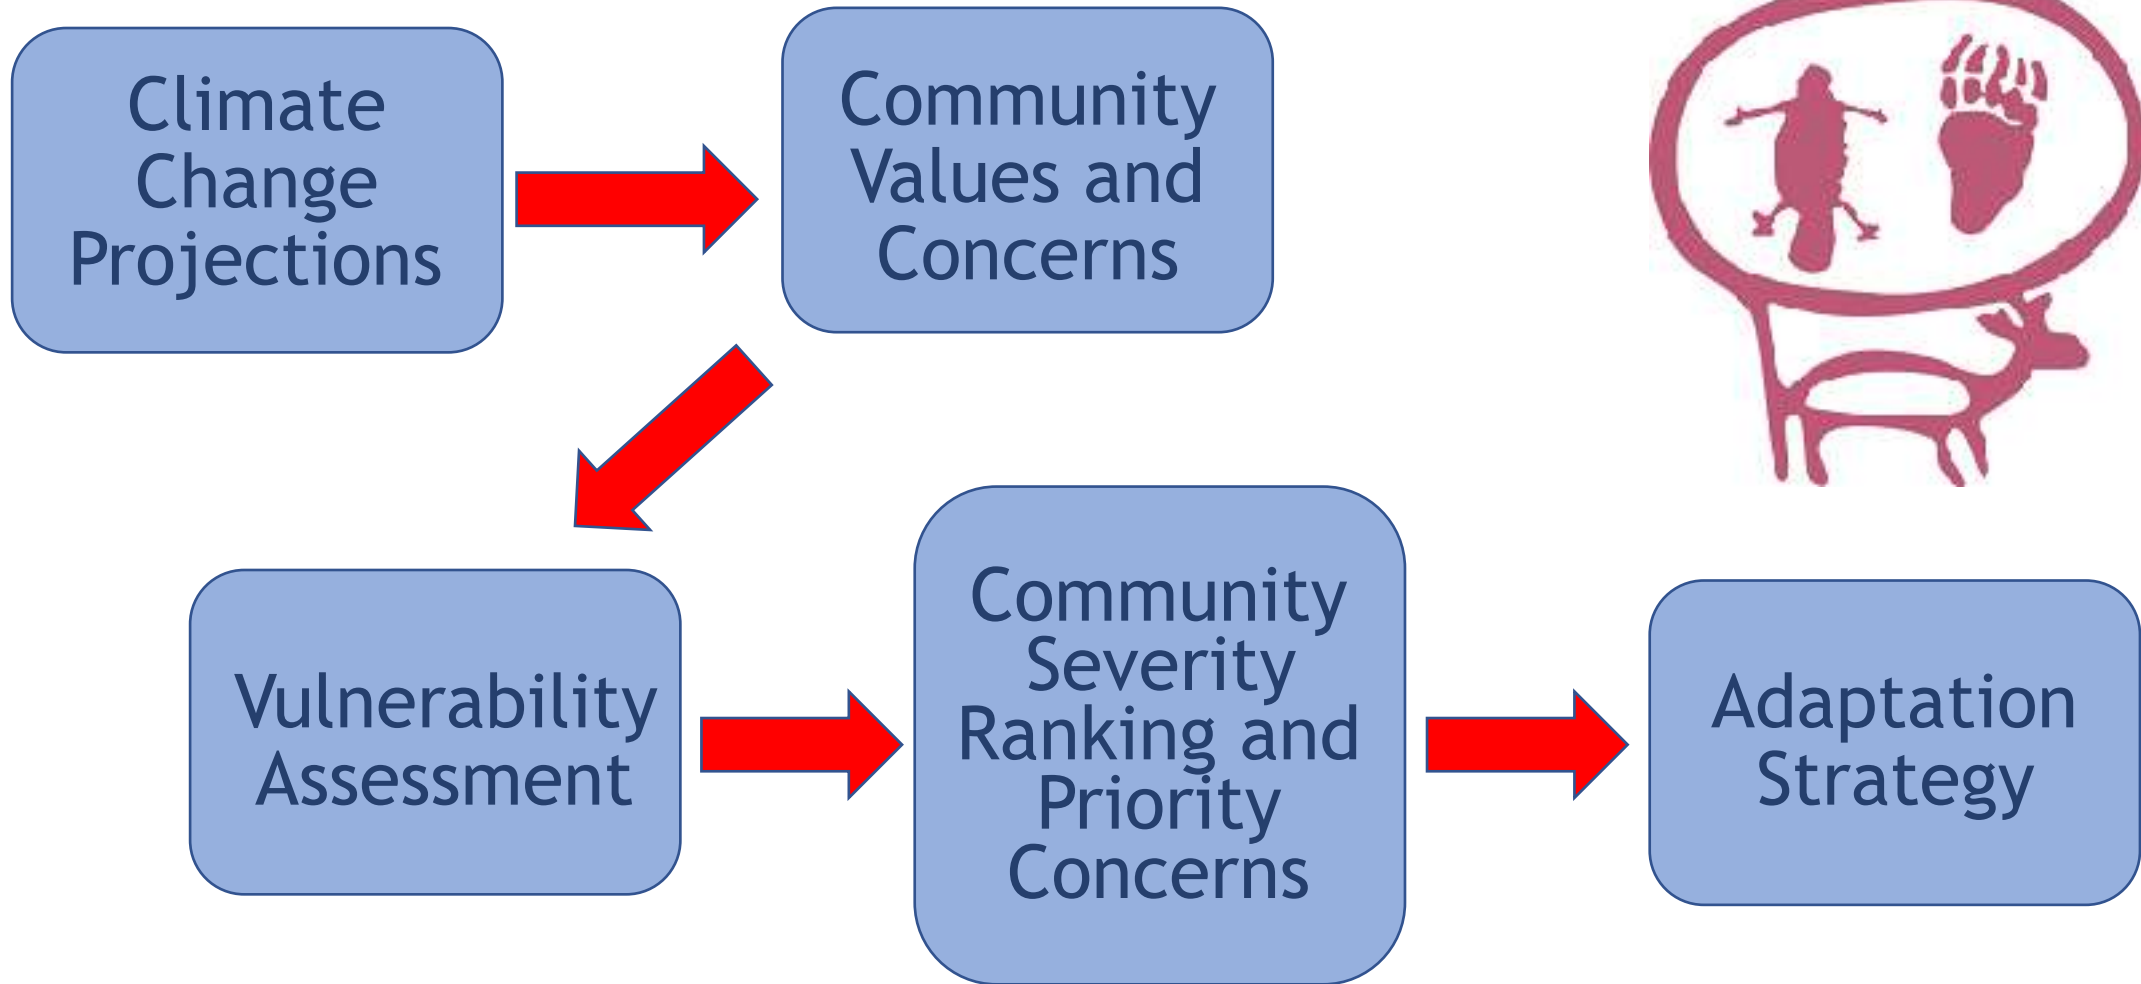 Climate
Change
Projections
Community
Values and
Concerns
Vulnerability
Assessment
Community
Severity
Ranking and
Priority
Concerns
Adaptation
Strategy